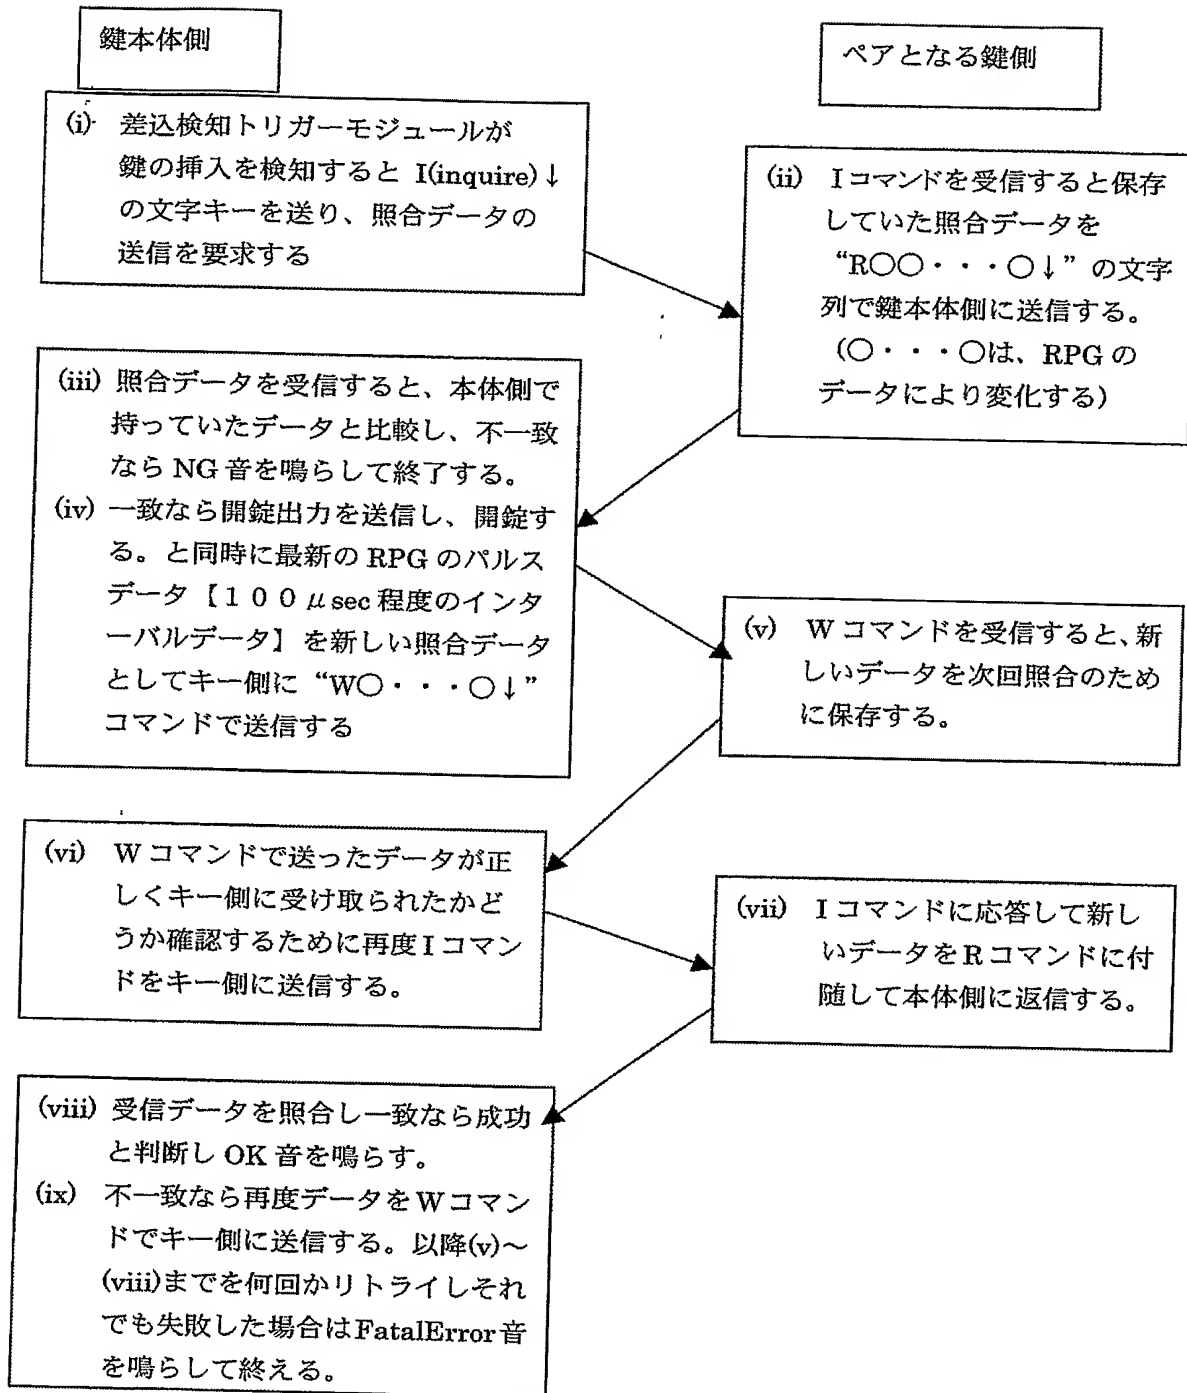 鍵本体側
ペアとなる鍵側
(i) 差込検知トリガーモジュールが
鍵の挿入を検知すると I(inquire)↓
の文字キーを送り、照合データの
送信を要求する
(ii) Iコマンドを受信すると保存
していた照合データを
“R○○・・・○↓”の文字
列で鍵本体側に送信する。
(○・・・○は、RPGの
データにより変化する)
(iii) 照合データを受信すると、本体側で
持っていたデータと比較し、不一致
なら NG 音を鳴らして終了する。
(iv) 一致なら開錠出力を送信し、開錠す
る。と同時に最新の RPG のパルス
データ【100μsec 程度のインタ
ーバルデータ】を新しい照合データ
としてキー側に “W○・・・○↓”
コマンドで送信する
(v) W コマンドを受信すると、新
しいデータを次回照合のため
に保存する。
(vi) W コマンドで送ったデータが正
しくキー側に受け取られたかど
うか確認するために再度Iコマン
ドをキー側に送信する。
(vii) Iコマンドに応答して新し
いデータをRコマンドに付
随して本体側に返信する。
(viii) 受信データを照合し一致なら成功
と判断し OK 音を鳴らす。
(ix) 不一致なら再度データをWコマン
ドでキー側に送信する。以降(v)～
(viii)までを何回かリトライしそれ
でも失敗した場合はFatalError音
を鳴らして終える。